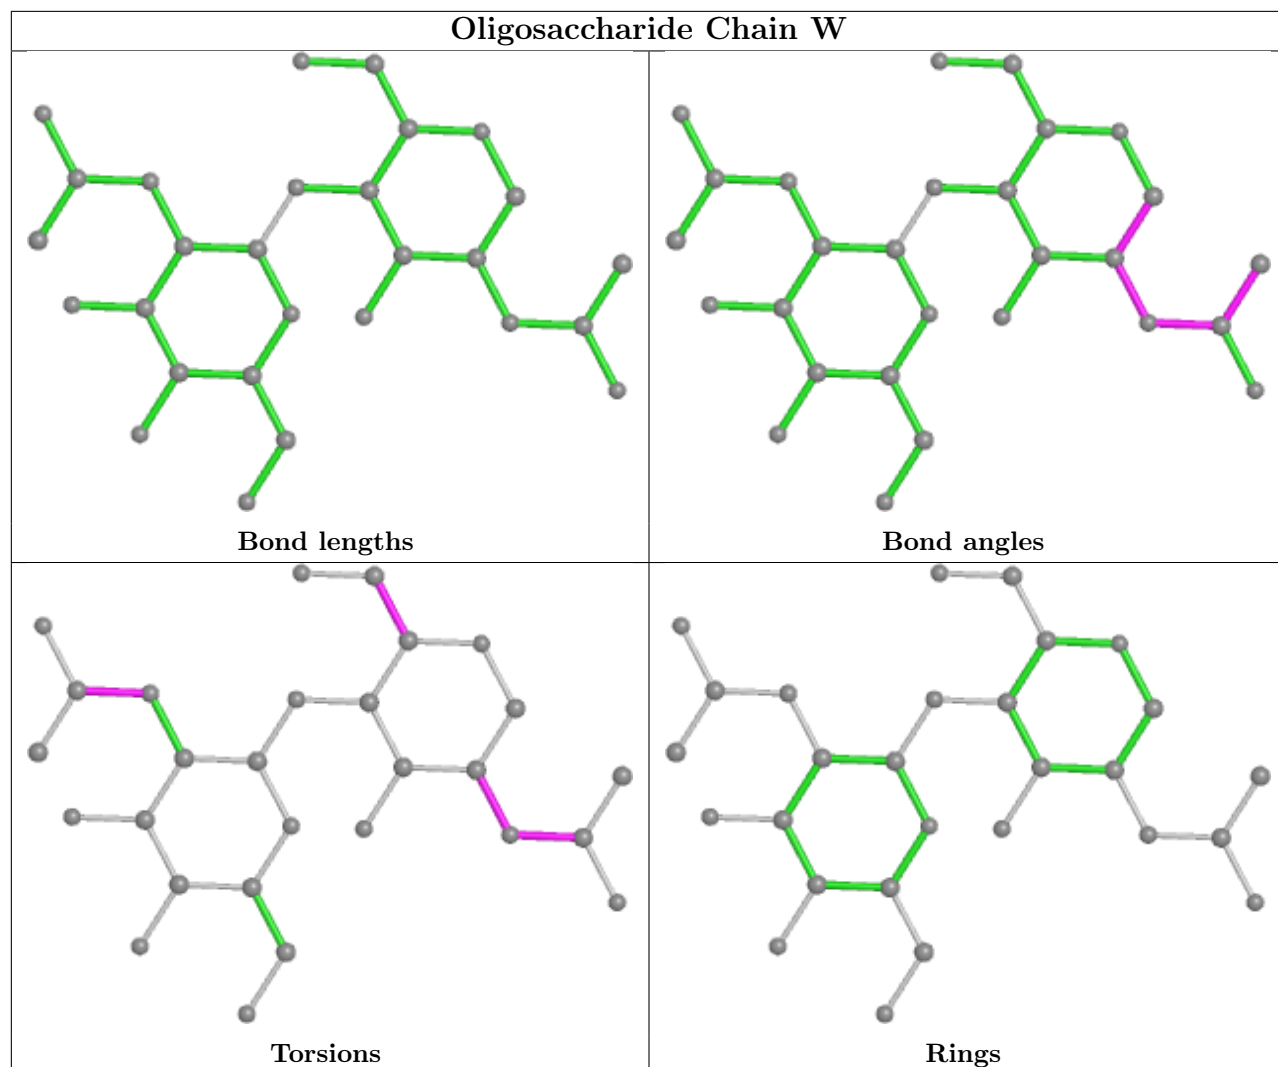 Oligosaccharide Chain W
Bond lengths
Bond angles
Torsions
Rings